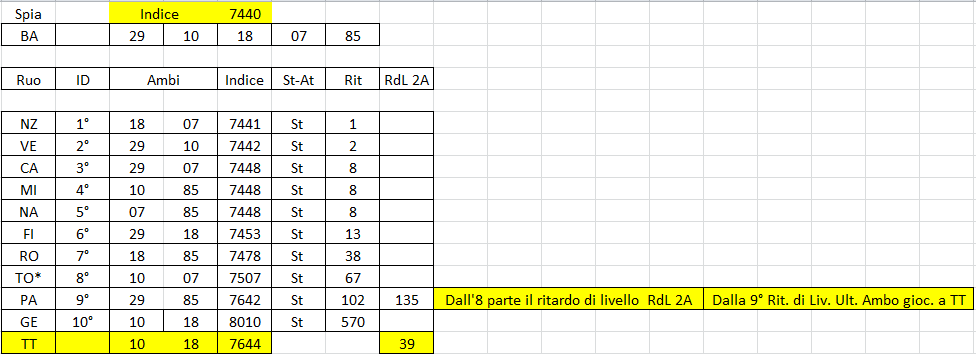 Spia Indice 7440
BA 29 10 18 07 85
Ruo ID Ambi Indice St-At Rit RdL 2A
NZ 1° 18 07 7441 St 1
VE 2° 29 10 7442 St 2
CA 3° 29 07 7448 St 8
MI 4° 10 85 7448 St 8
NA 5° 07 85 7448 St 8
FI 6° 29 18 7453 St 13
RO 7° 18 85 7478 St 38
TO* 8° 10 07 7507 St 67
PA 9° 29 85 7642 St 102 135 Dall'8 parte il ritardo di livello RdL 2A Dalla 9° Rit. di Liv. Ult. Ambo gioc. a TT
GE 10° 10 18 8010 St 570
TT 10 18 7644 39